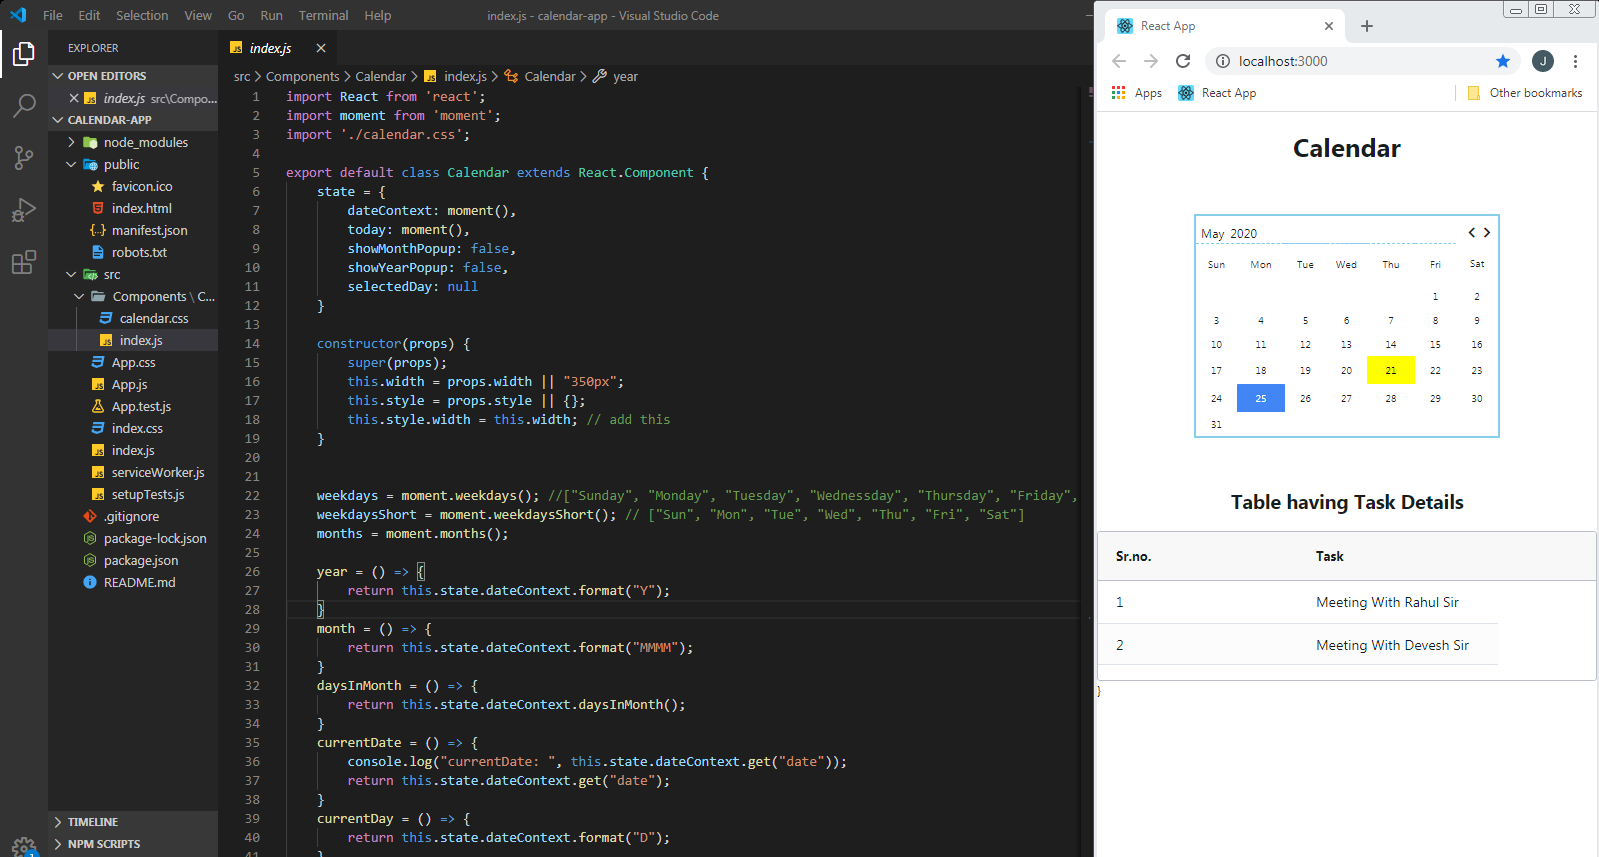 File Edit Selection View Go Run Terminal Help
index.js - calendar-app - Visual Studio Code
EXPLORER
OPEN EDITORS
index.js src\Compo...
CALENDAR-APP
node_modules
public
favicon.ico
index.html
manifest.json
robots.txt
src
Components \ C...
calendar.css
index.js
App.css
App.js
App.test.js
index.css
index.js
serviceWorker.js
setupTests.js
.gitignore
package-lock.json
package.json
README.md
TIMELINE
NPM SCRIPTS
1
index.js
src > Components > Calendar > index.js > Calendar > year
1 import React from 'react';
2 import moment from 'moment';
3 import './calendar.css';
4
5 export default class Calendar extends React.Component {
6 state = {
7 dateContext: moment(),
8 today: moment(),
9 showMonthPopup: false,
10 showYearPopup: false,
11 selectedDay: null
12 }
13
14 constructor(props) {
15 super(props);
16 this.width = props.width || "350px";
17 this.style = props.style || {};
18 this.style.width = this.width; // add this
19 }
20
21
22 weekdays = moment.weekdays(); //["Sunday", "Monday", "Tuesday", "Wednessday", "Thursday", "Friday",
23 weekdaysShort = moment.weekdaysShort(); // ["Sun", "Mon", "Tue", "Wed", "Thu", "Fri", "Sat"]
24 months = moment.months();
25
26 year = () => {
27 return this.state.dateContext.format("Y");
28 }
29 month = () => {
30 return this.state.dateContext.format("MMMM");
31 }
32 daysInMonth = () => {
33 return this.state.dateContext.daysInMonth();
34 }
35 currentDate = () => {
36 console.log("currentDate: ", this.state.dateContext.get("date"));
37 return this.state.dateContext.get("date");
38 }
39 currentDay = () => {
40 return this.state.dateContext.format("D");
41 }
React App
localhost:3000
J
Apps React App Other bookmarks
Calendar
May 2020
Sun Mon Tue Wed Thu Fri Sat
1 2
3 4 5 6 7 8 9
10 11 12 13 14 15 16
17 18 19 20 21 22 23
24 25 26 27 28 29 30
31
Table having Task Details
Sr.no. Task
1 Meeting With Rahul Sir
2 Meeting With Devesh Sir
}